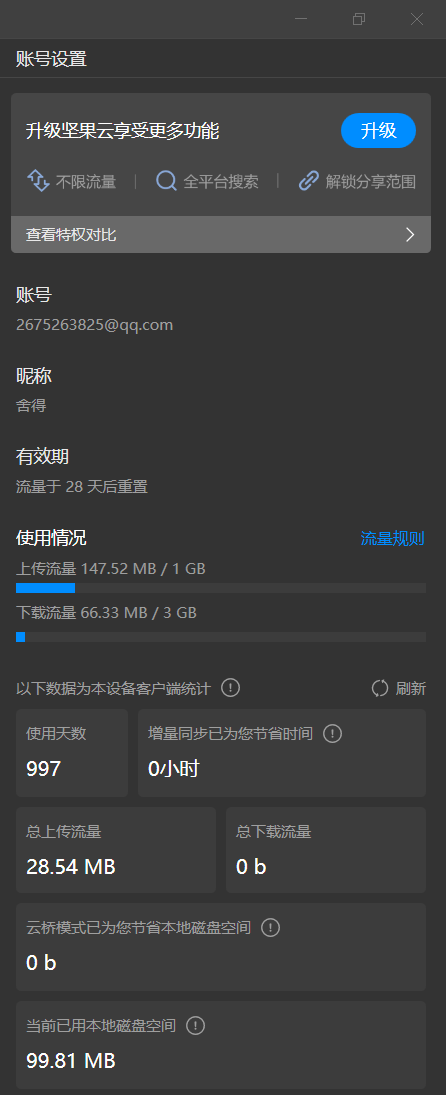 账号设置
升级坚果云享受更多功能 升级
不限流量 全平台搜索 解锁分享范围
查看特权对比
账号
2675263825@qq.com
昵称
舍得
有效期
流量于 28 天后重置
使用情况 流量规则
上传流量 147.52 MB / 1 GB
下载流量 66.33 MB / 3 GB
以下数据为本设备客户端统计 刷新
使用天数 增量同步已为您节省时间
997 0小时
总上传流量 总下载流量
28.54 MB 0 b
云桥模式已为您节省本地磁盘空间
0 b
当前已用本地磁盘空间
99.81 MB